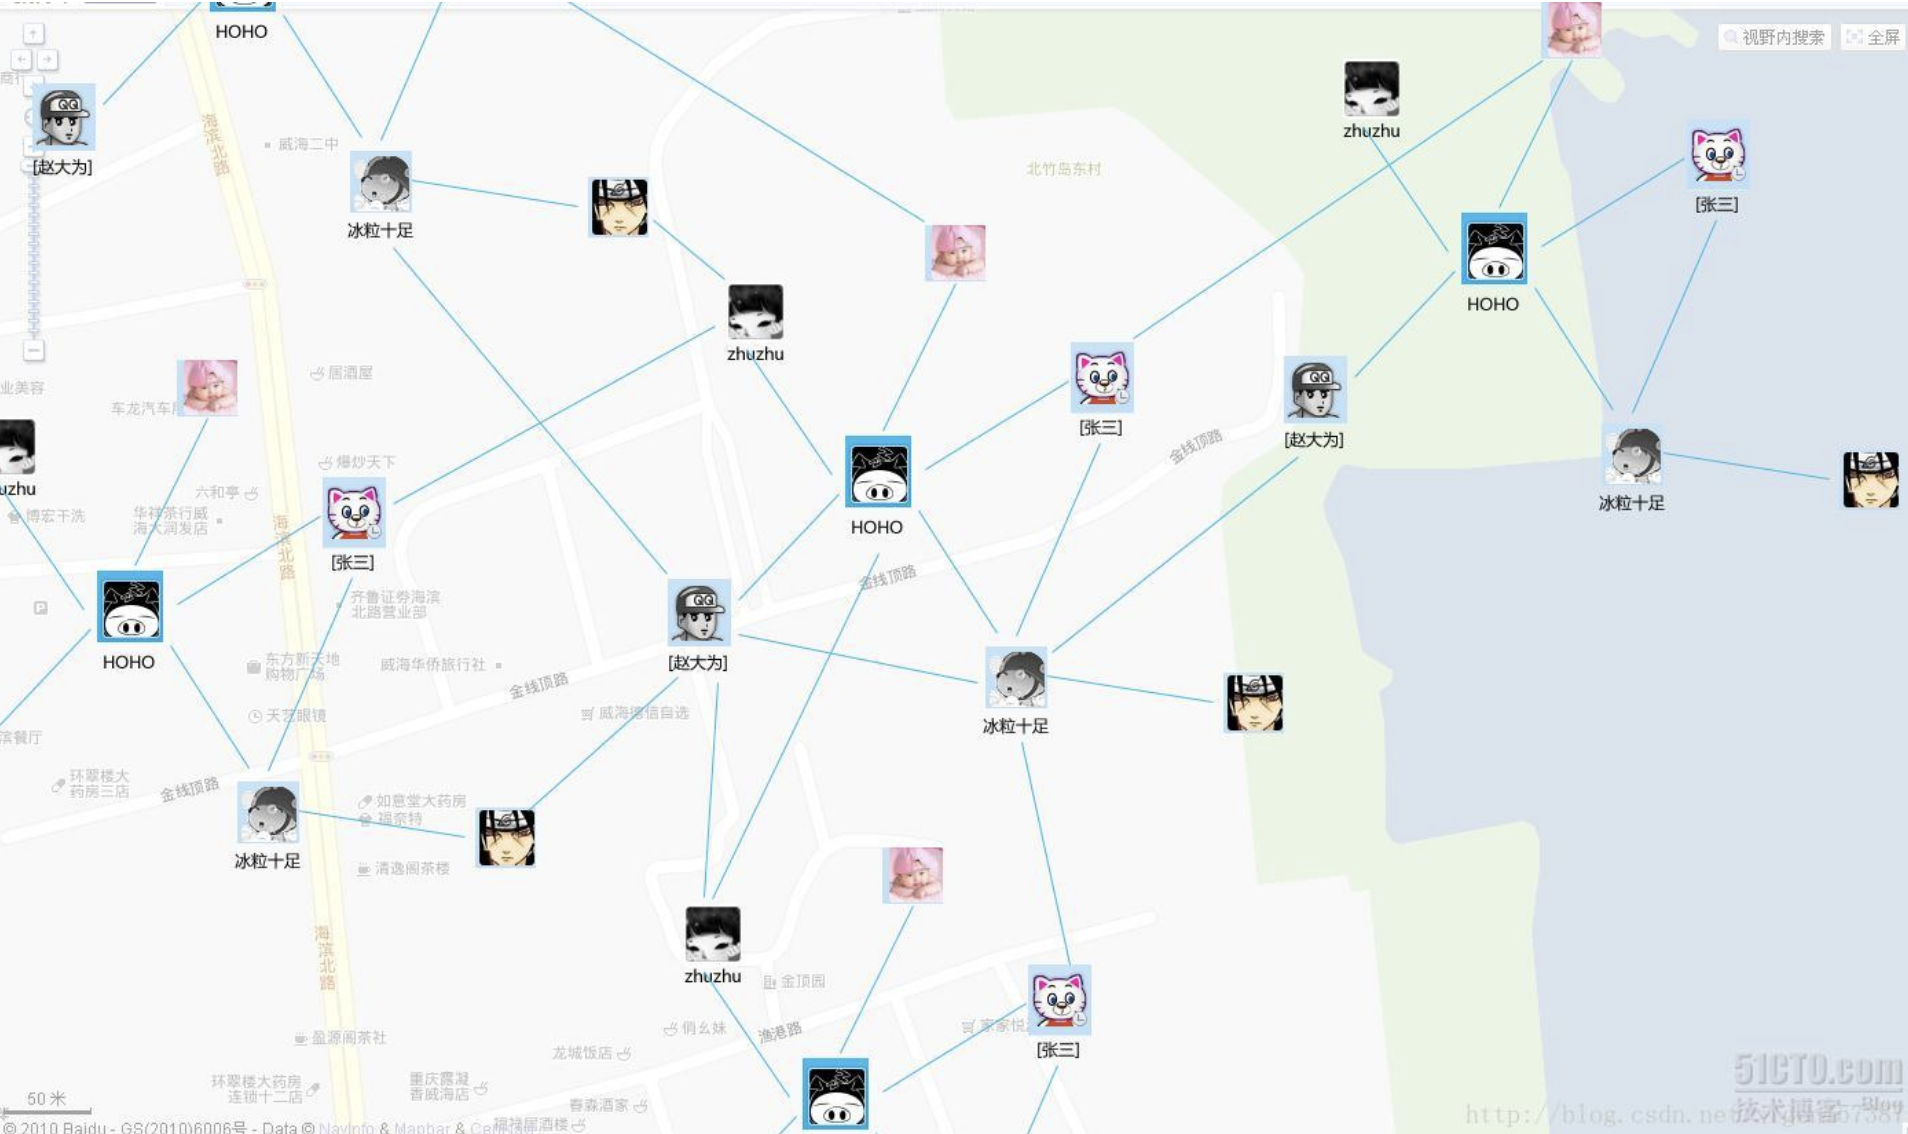 HOHO
视野内搜索
全屏
海滨北路
威海二中
zhuzhu
[赵大为]
北竹岛东村
[张三]
冰粒十足
HOHO
zhuzhu
居酒屋
业美容
车龙汽车
[张三]
[赵大为]
金线顶路
爆炒天下
uzhu
六和亭
博宏干洗
华祥茶行威
海大润发店
冰粒十足
HOHO
海滨北路
[张三]
金线顶路
齐鲁证券海滨
北路营业部
HOHO
东方新天地
购物广场
威海华侨旅行社
[赵大为]
金线顶路
天艺眼镜
威海德信自选
冰粒十足
滨餐厅
环翠楼大
药房三店
金线顶路
如意堂大药房
福奈特
冰粒十足
清逸阁茶楼
海滨北路
zhuzhu
金顶园
俏幺妹
渔港路
家家悦
盈源阁茶社
龙城饭店
[张三]
环翠楼大药房
连锁十二店
重庆露凝
香威海店
50 米
春森酒家
福禄居酒楼
51CTO.com
技术博客 Blog
© 2010 Baidu - GS(2010)6006号 - Data © NavInfo & Mapbar &